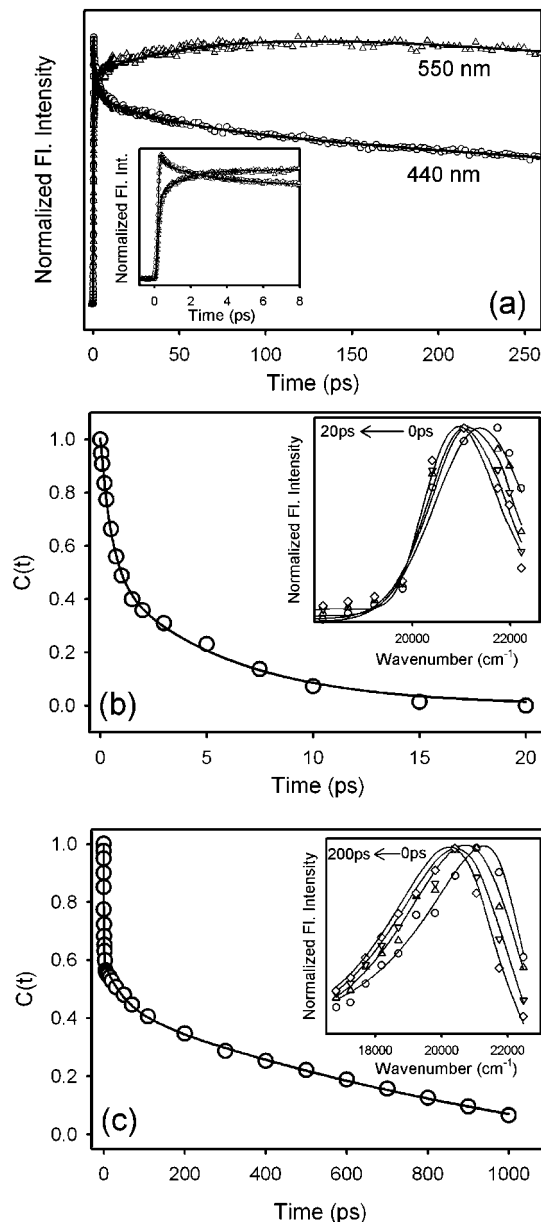 Normalized Fl. Intensity
550 nm
440 nm
Normalized Fl. Int.
0 2 4 6 8
Time (ps)
(a)
0 50 100 150 200 250
Time (ps)
C(t)
1.0
0.8
0.6
0.4
0.2
0.0
20ps ← 0ps
Normalized Fl. Intensity
20000 22000
Wavenumber (cm⁻¹)
(b)
0 5 10 15 20
Time (ps)
C(t)
1.0
0.8
0.6
0.4
0.2
0.0
200ps ← 0ps
Normalized Fl. Intensity
18000 20000 22000
Wavenumber (cm⁻¹)
(c)
0 200 400 600 800 1000
Time (ps)